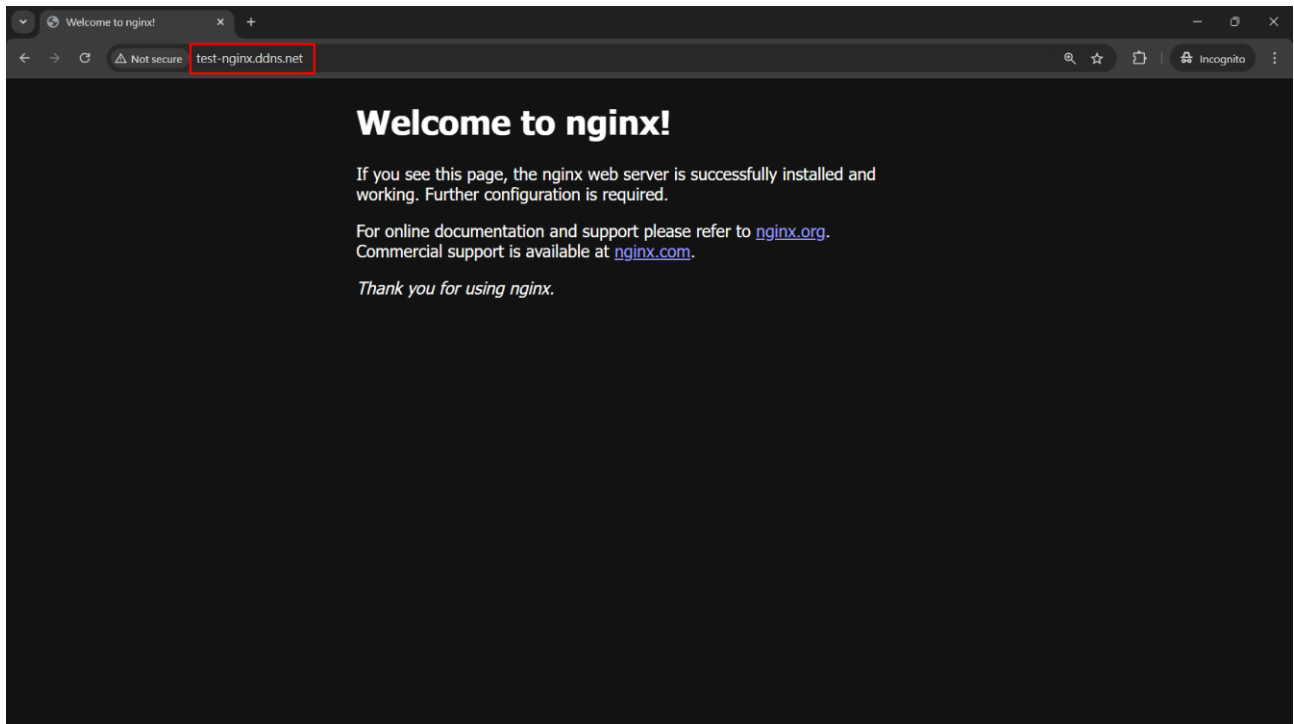 Welcome to nginx!
Not secure test-nginx.ddns.net Incognito
Welcome to nginx!
If you see this page, the nginx web server is successfully installed and
working. Further configuration is required.
For online documentation and support please refer to nginx.org.
Commercial support is available at nginx.com.
Thank you for using nginx.